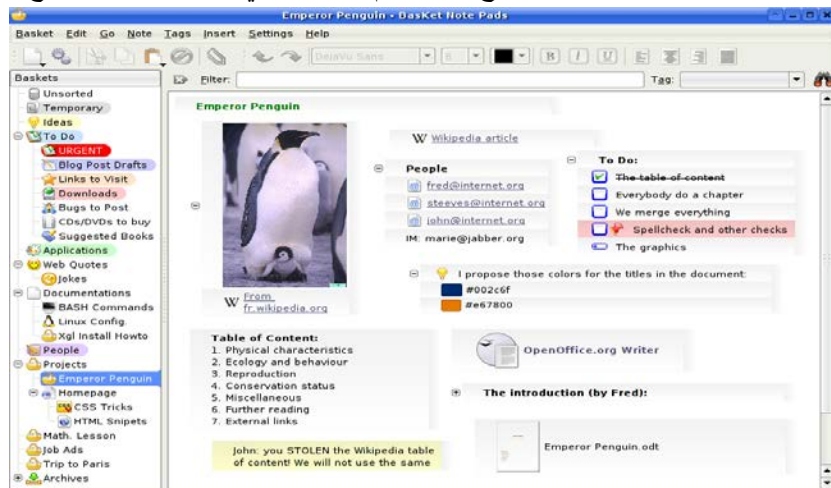 Emperor Penguin - BasKet Note Pads
Basket Edit Go Note Tags Insert Settings Help
DejaVu Sans 8 B I U
Baskets
Filter:
Tag:
Unsorted
Temporary
Ideas
To Do
URGENT
Blog Post Drafts
Links to Visit
Downloads
Bugs to Post
CDs/DVDs to buy
Suggested Books
Applications
Web Quotes
Jokes
Documentations
BASH Commands
Linux Config.
Xgl Install Howto
People
Projects
Emperor Penguin
Homepage
CSS Tricks
HTML Snipets
Math. Lesson
Job Ads
Trip to Paris
Archives
Emperor Penguin
W From
fr.wikipedia.org
W Wikipedia article
People
fred@internet.org
steeves@internet.org
john@internet.org
IM: marie@jabber.org
To Do:
The table of content
Everybody do a chapter
We merge everything
Spellcheck and other checks
The graphics
I propose those colors for the titles in the document:
#002c6f
#e67800
Table of Content:
1. Physical characteristics
2. Ecology and behaviour
3. Reproduction
4. Conservation status
5. Miscellaneous
6. Further reading
7. External links
OpenOffice.org Writer
The introduction (by Fred):
John: you STOLEN the Wikipedia table
of content! We will not use the same
Emperor Penguin.odt